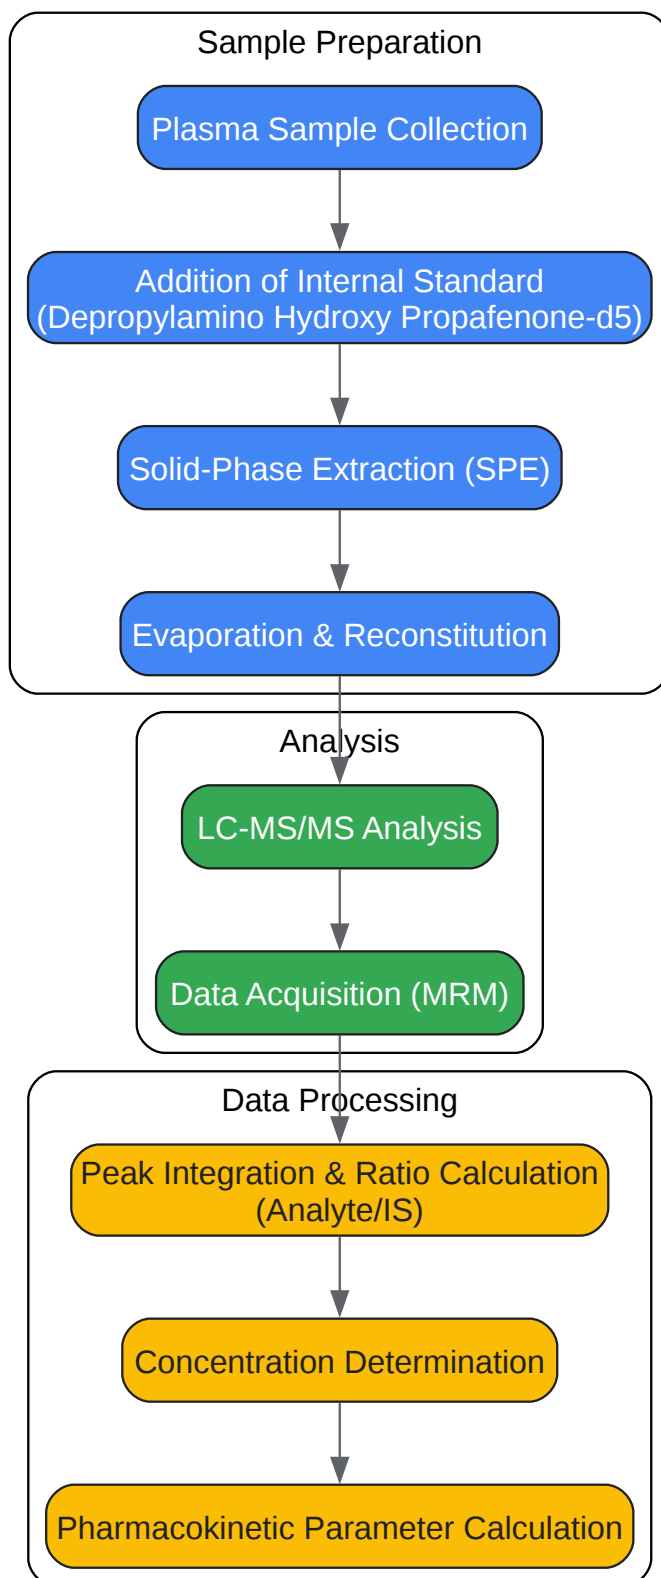 Sample Preparation
Plasma Sample Collection
Addition of Internal Standard
(Depropylamino Hydroxy Propafenone-d5)
Solid-Phase Extraction (SPE)
Evaporation & Reconstitution
Analysis
LC-MS/MS Analysis
Data Acquisition (MRM)
Data Processing
Peak Integration & Ratio Calculation
(Analyte/IS)
Concentration Determination
Pharmacokinetic Parameter Calculation